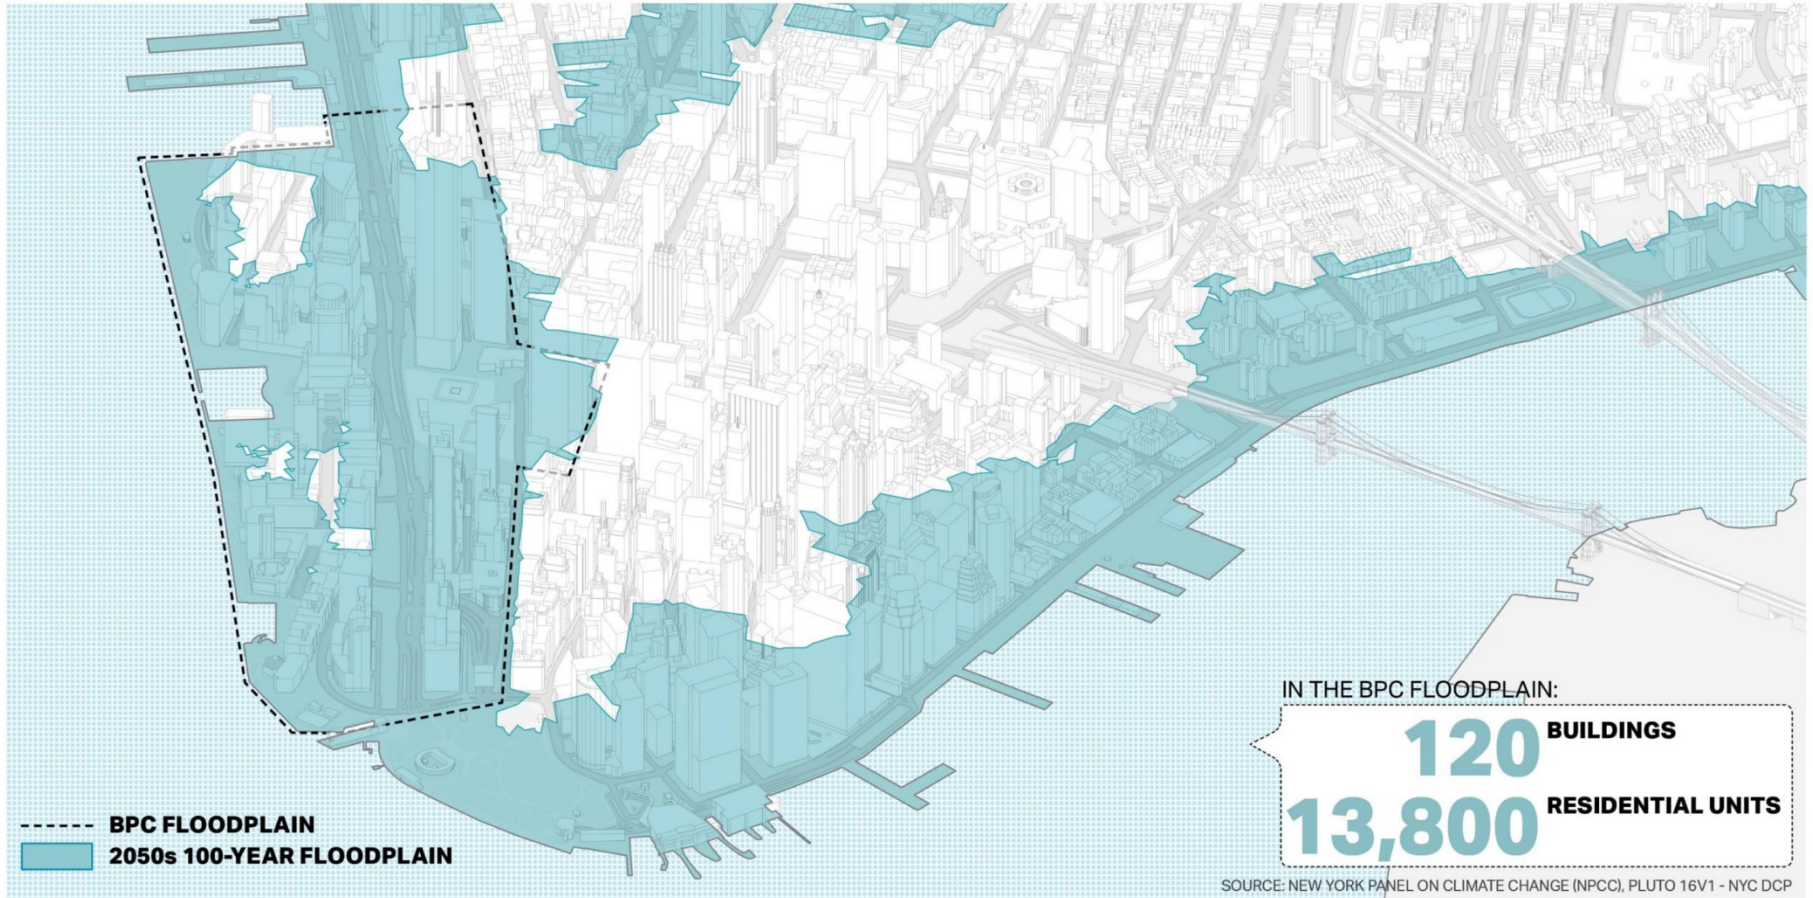 IN THE BPC FLOODPLAIN:
120 BUILDINGS
13,800 RESIDENTIAL UNITS
BPC FLOODPLAIN
2050s 100-YEAR FLOODPLAIN
SOURCE: NEW YORK PANEL ON CLIMATE CHANGE (NPCC), PLUTO 16V1 - NYC DCP